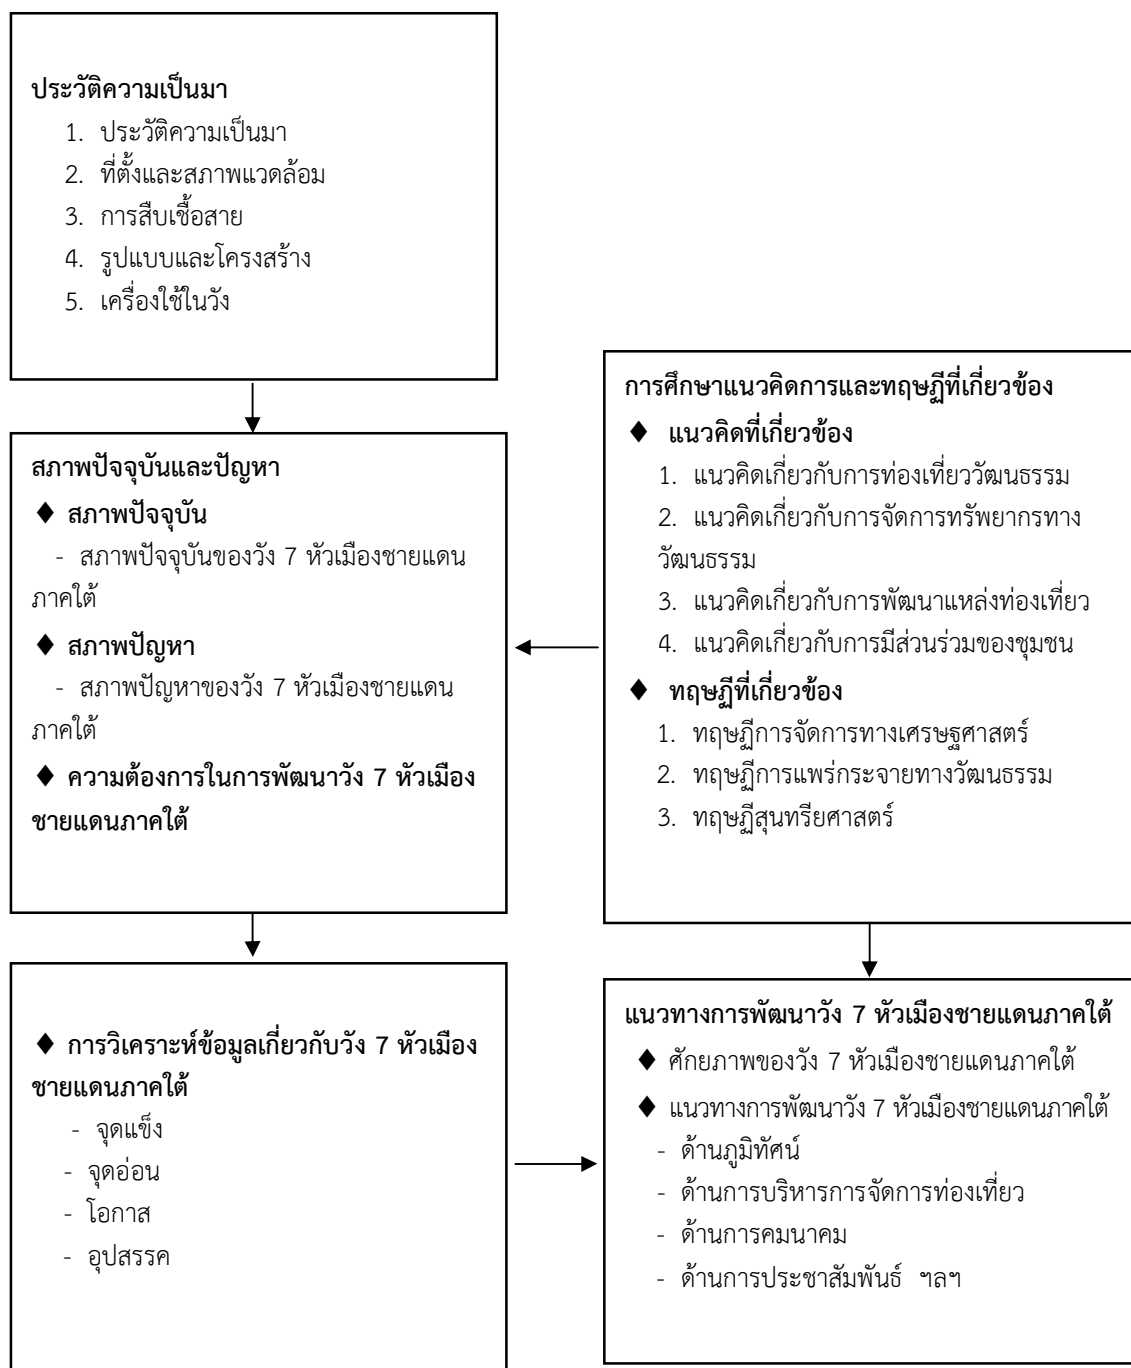 ประวัติความเป็นมา
1. ประวัติความเป็นมา
2. ที่ตั้งและสภาพแวดล้อม
3. การสืบเชื้อสาย
4. รูปแบบและโครงสร้าง
5. เครื่องใช้ในวัง
สภาพปัจจุบันและปัญหา
♦ สภาพปัจจุบัน
- สภาพปัจจุบันของวัง 7 หัวเมืองชายแดน
ภาคใต้
♦ สภาพปัญหา
- สภาพปัญหาของวัง 7 หัวเมืองชายแดน
ภาคใต้
♦ ความต้องการในการพัฒนาวัง 7 หัวเมือง
ชายแดนภาคใต้
การศึกษาแนวคิดการและทฤษฏีที่เกี่ยวข้อง
♦ แนวคิดที่เกี่ยวข้อง
1. แนวคิดเกี่ยวกับการท่องเที่ยววัฒนธรรม
2. แนวคิดเกี่ยวกับการจัดการทรัพยากรทาง
วัฒนธรรม
3. แนวคิดเกี่ยวกับการพัฒนาแหล่งท่องเที่ยว
4. แนวคิดเกี่ยวกับการมีส่วนร่วมของชุมชน
♦ ทฤษฏีที่เกี่ยวข้อง
1. ทฤษฏีการจัดการทางเศรษฐศาสตร์
2. ทฤษฏีการแพร่กระจายทางวัฒนธรรม
3. ทฤษฏีสุนทรียศาสตร์
♦ การวิเคราะห์ข้อมูลเกี่ยวกับวัง 7 หัวเมือง
ชายแดนภาคใต้
- จุดแข็ง
- จุดอ่อน
- โอกาส
- อุปสรรค
แนวทางการพัฒนาวัง 7 หัวเมืองชายแดนภาคใต้
♦ ศักยภาพของวัง 7 หัวเมืองชายแดนภาคใต้
♦ แนวทางการพัฒนาวัง 7 หัวเมืองชายแดนภาคใต้
- ด้านภูมิทัศน์
- ด้านการบริหารการจัดการท่องเที่ยว
- ด้านการคมนาคม
- ด้านการประชาสัมพันธ์ ฯลฯ